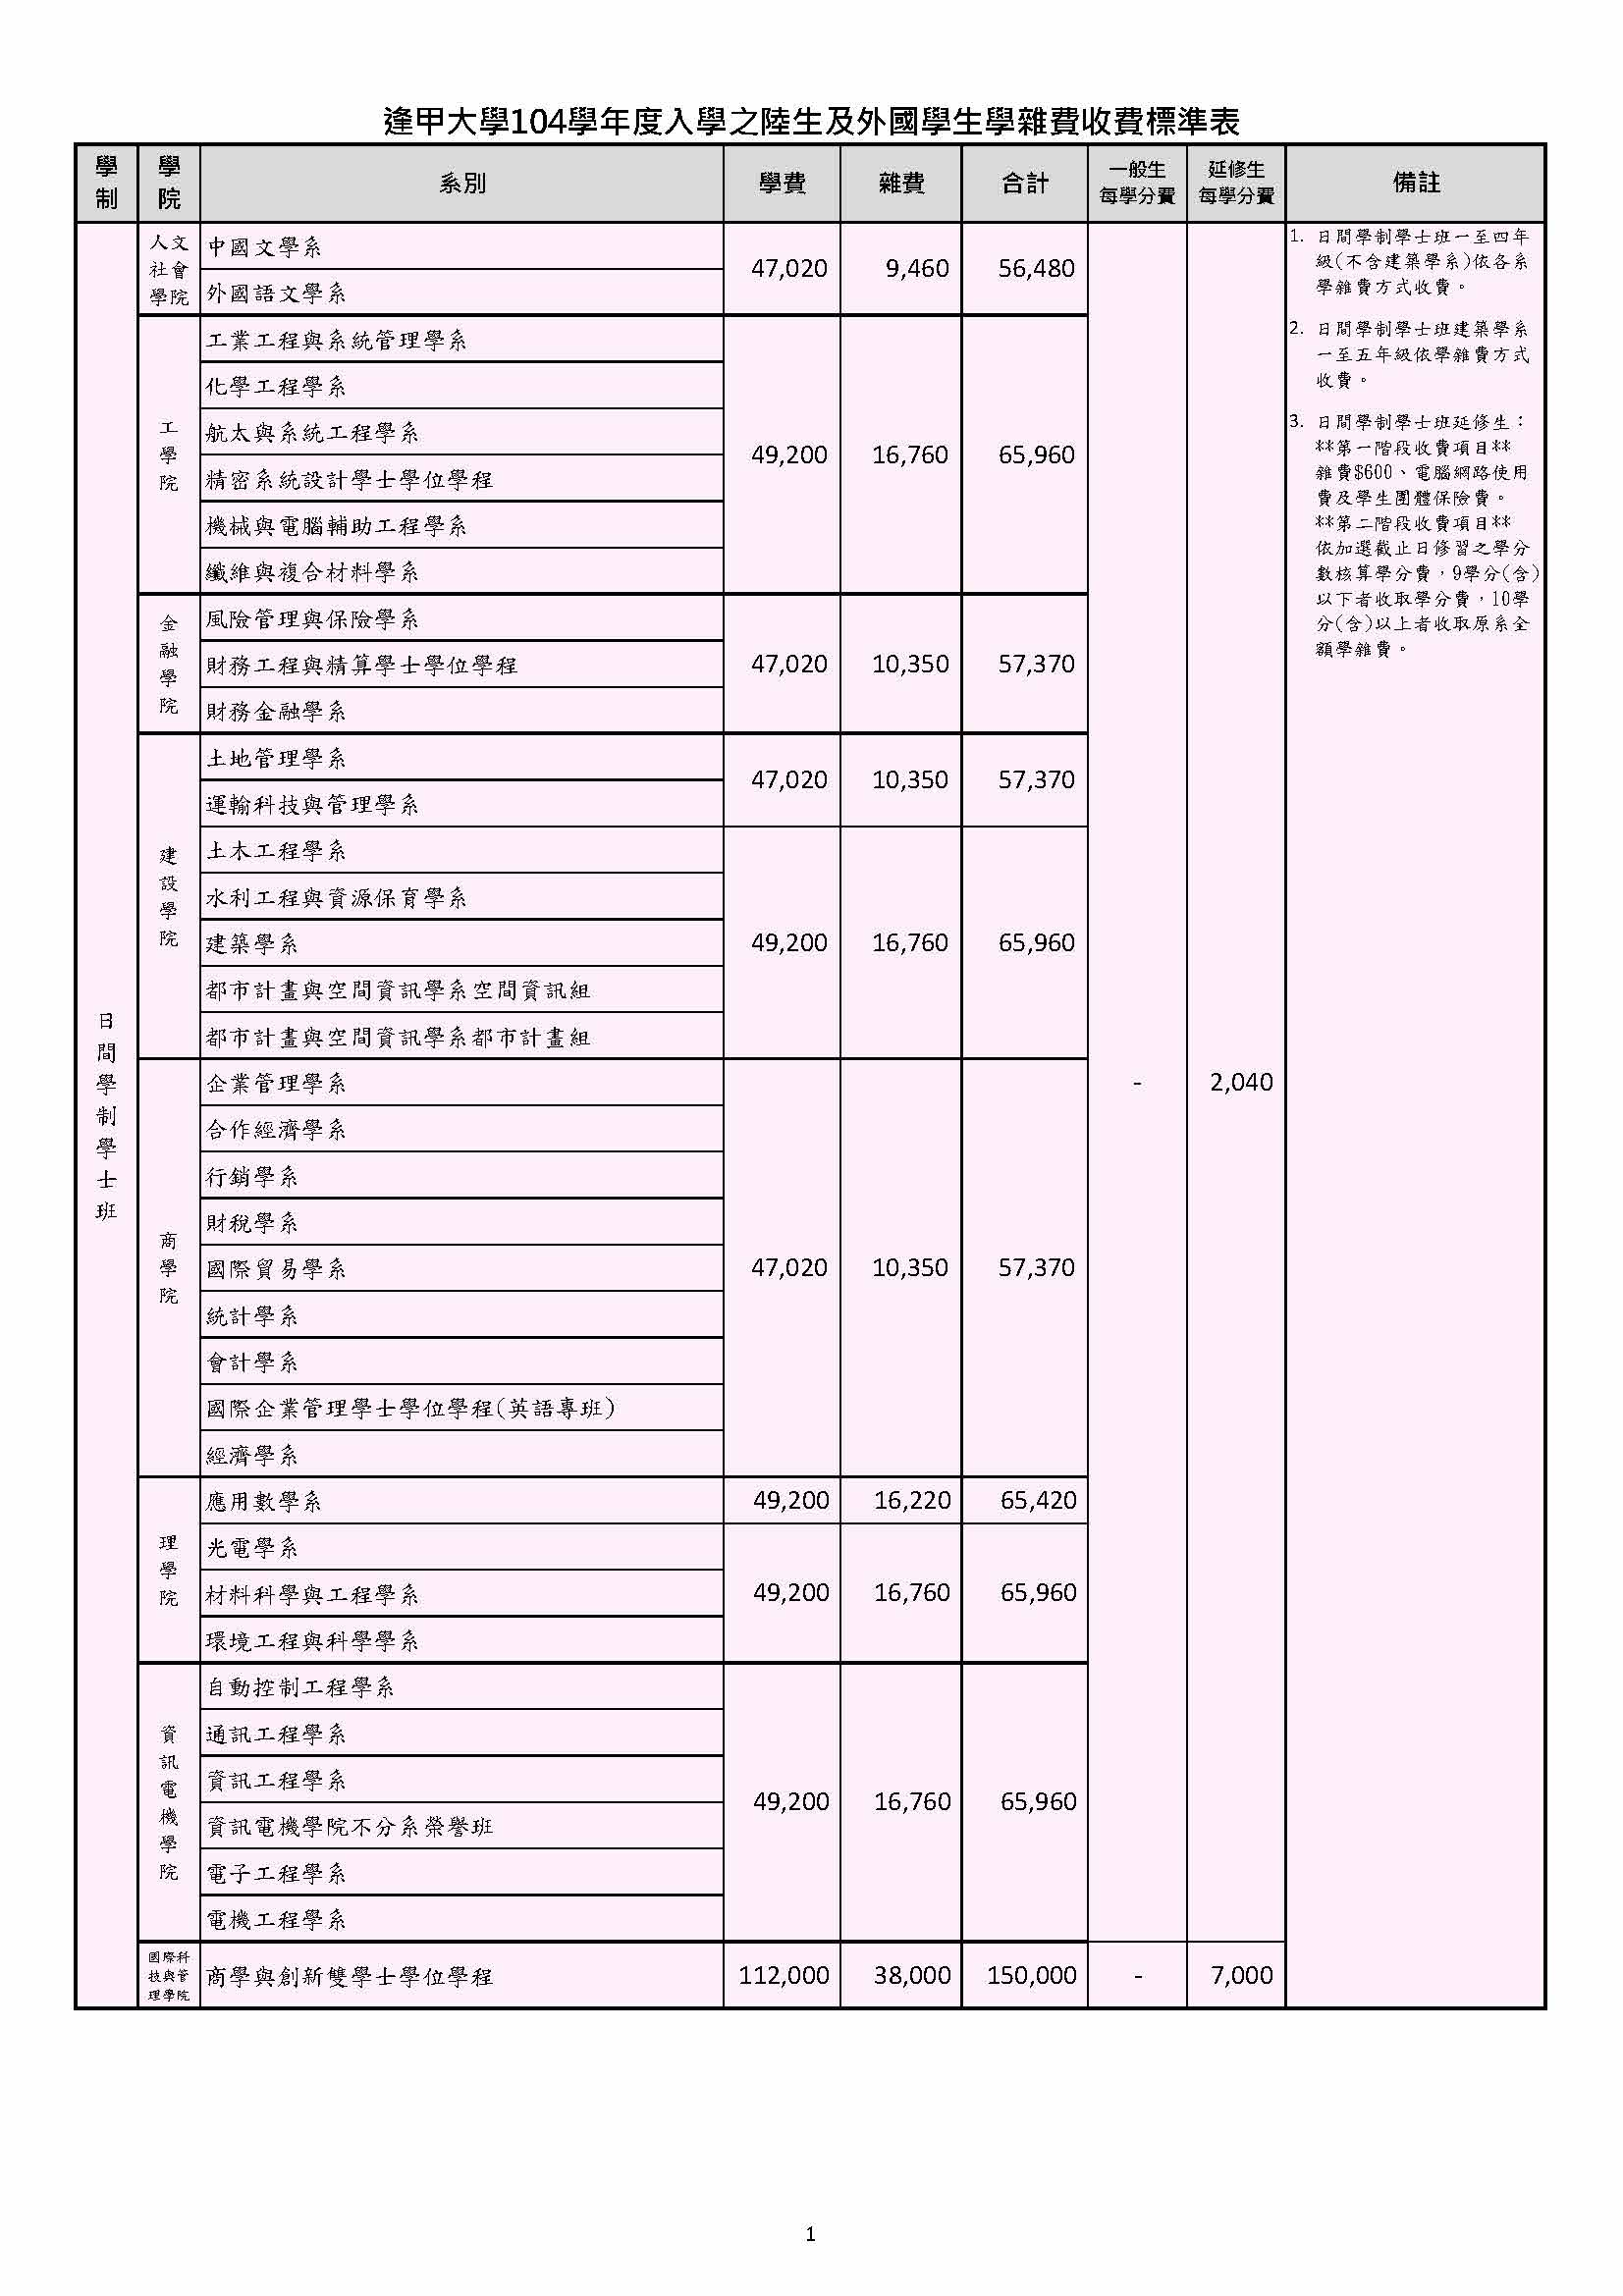 逢甲大學104學年度入學之陸生及外國學生學雜費收費標準表
學制 學院 系別 學費 雜費 合計 一般生每學分費 延修生每學分費 備註
日間學制學士班
人文社會學院
中國文學系
外國語文學系
47,020 9,460 56,480
工學院
工業工程與系統管理學系
化學工程學系
航太與系統工程學系
精密系統設計學士學位學程
機械與電腦輔助工程學系
纖維與複合材料學系
49,200 16,760 65,960
金融學院
風險管理與保險學系
財務工程與精算學士學位學程
財務金融學系
47,020 10,350 57,370
建設學院
土地管理學系
運輸科技與管理學系
47,020 10,350 57,370
土木工程學系
水利工程與資源保育學系
建築學系
都市計畫與空間資訊學系空間資訊組
都市計畫與空間資訊學系都市計畫組
49,200 16,760 65,960
商學院
企業管理學系
合作經濟學系
行銷學系
財稅學系
國際貿易學系
統計學系
會計學系
國際企業管理學士學位學程(英語專班)
經濟學系
47,020 10,350 57,370
理學院
應用數學系 49,200 16,220 65,420
光電學系
材料科學與工程學系
環境工程與科學學系
49,200 16,760 65,960
資訊電機學院
自動控制工程學系
通訊工程學系
資訊工程學系
資訊電機學院不分系榮譽班
電子工程學系
電機工程學系
49,200 16,760 65,960
- 2,040
國際科技與管理學院
商學與創新雙學士學位學程 112,000 38,000 150,000 - 7,000
1. 日間學制學士班一至四年
級(不含建築學系)依各系
學雜費方式收費。
2. 日間學制學士班建築學系
一至五年級依學雜費方式
收費。
3. 日間學制學士班延修生：
**第一階段收費項目**
雜費$600、電腦網路使用
費及學生團體保險費。
**第二階段收費項目**
依加選截止日修習之學分
數核算學分費，9學分(含)
以下者收取學分費，10學
分(含)以上者收取原系全
額學雜費。
1